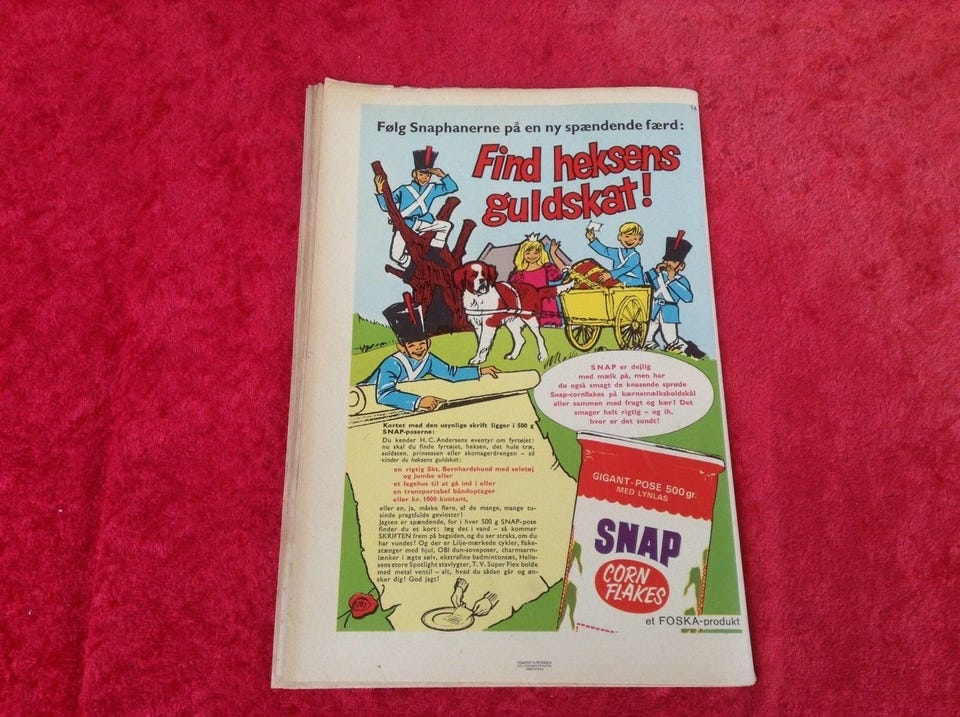 14
Følg Snaphanerne på en ny spændende færd:
Find heksens
guldskat!
SNAP er dejlig
med mælk på, men har
du også smagt de knasende sprøde
Snap-cornflakes på kærnemælkskoldskål
eller sammen med frugt og bær? Det
smager helt rigtig – og ih,
hvor er det sundt!
Kortet med den usynlige skrift ligger i 500 g
SNAP-poserne:
Du kender H. C. Andersens eventyr om fyrtøjet:
nu skal du finde fyrtøjet, heksen, det hule træ,
soldaten, prinsessen eller skomagerdrengen – så
vinder du heksens guldskat:
en rigtig Skt. Bernhardshund med seletøj
og jumbe eller
et legehus til at gå ind i eller
en transportabel båndoptager
eller kr. 1000 kontant,
eller en, ja, måske flere, af de mange, mange tu-
sinde pragtfulde gevinster!
Jagten er spændende, for i hver 500 g SNAP-pose
finder du et kort: læg det i vand – så kommer
SKRIFTEN frem på bagsiden, og du ser straks, om du
har vundet! Og der er Lilje-mærkede cykler, flake-
stænger med hjul, OBI dun-soveposer, charmsarm-
lænker i ægte sølv, ekstrafine badmintonsæt, Helle-
sens store Spotlight stavlygter, T. V. Super Flex bolde
med metal ventil – alt, hvad du sådan går og øn-
sker dig! God jagt!
GIGANT-POSE 500 gr.
MED LYNLAS
SNAP
CORN
FLAKES
et FOSKA-produkt